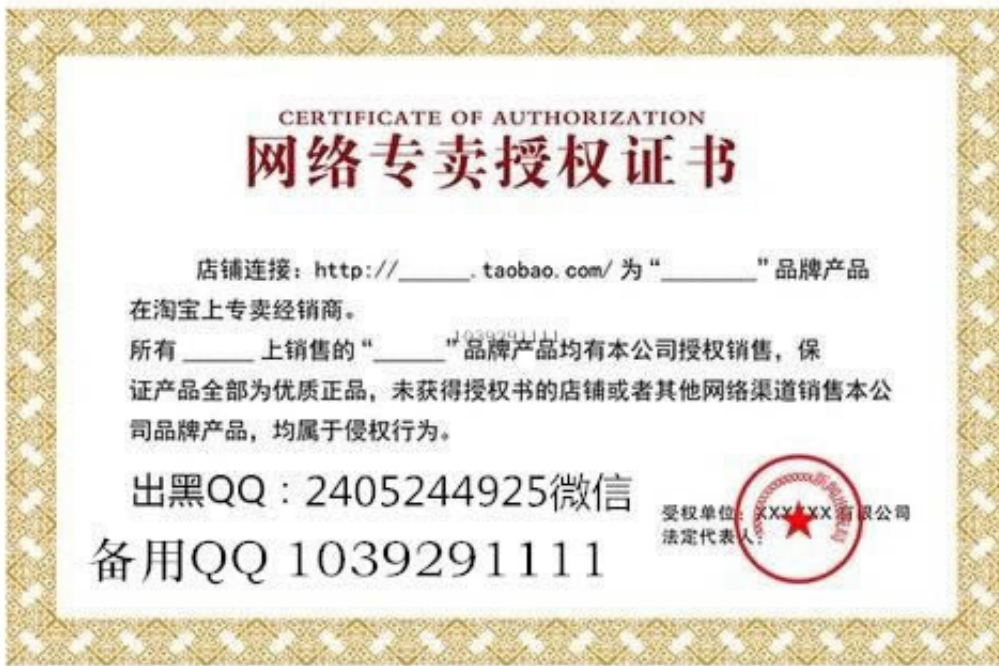 CERTIFICATE OF AUTHORIZATION
网络专卖授权证书
店铺连接：http://______.taobao.com/ 为“________”品牌产品
在淘宝上专卖经销商。
1039291111
所有 ______ 上销售的“______”品牌产品均有本公司授权销售，保
证产品全部为优质正品，未获得授权书的店铺或者其他网络渠道销售本公
司品牌产品，均属于侵权行为。
出黑QQ：2405244925微信
受权单位：XXXXXX 有限公司
法定代表人：
备用QQ 1039291111